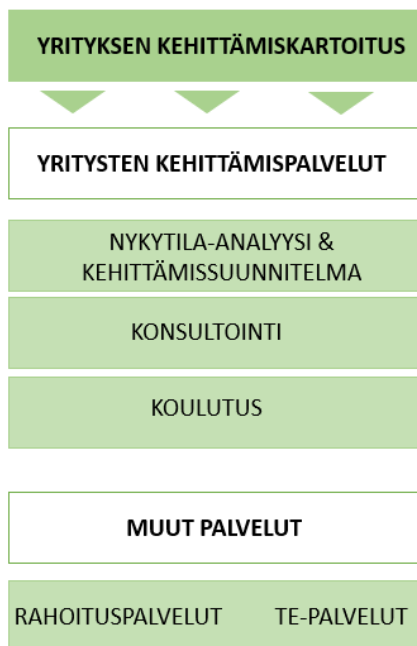 YRITYKSEN KEHITTÄMISKARTOITUS
YRITYSTEN KEHITTÄMISPALVELUT
NYKYTILA-ANALYYSI &
KEHITTÄMISSUUNNITELMA
KONSULTOINTI
KOULUTUS
MUUT PALVELUT
RAHOITUSPALVELUT TE-PALVELUT